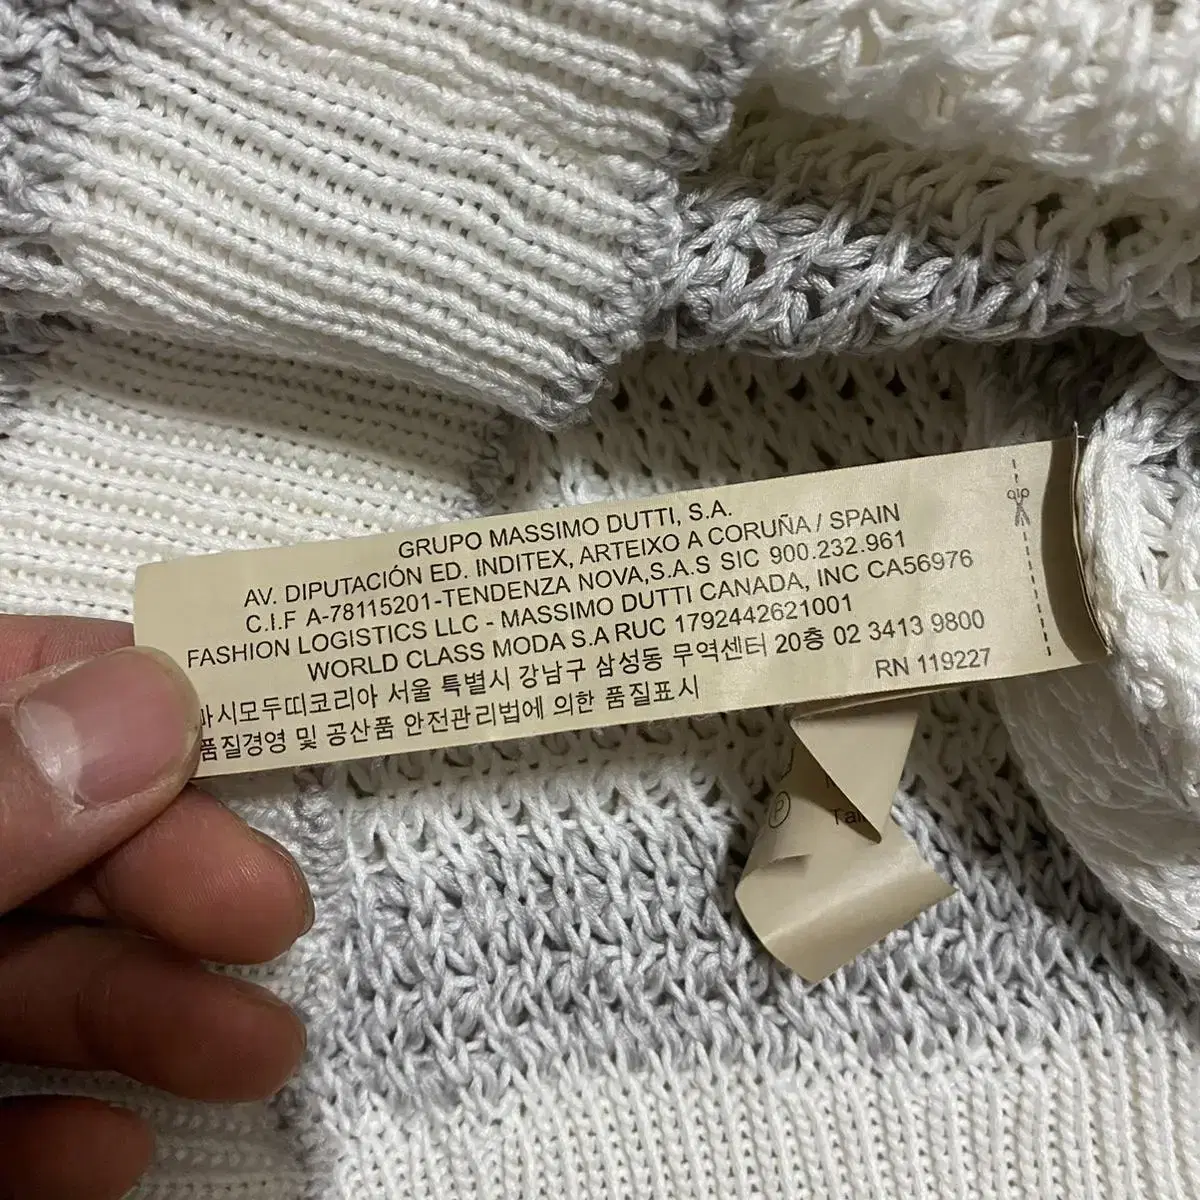 GRUPO MASSIMO DUTTI, S.A.
AV. DIPUTACIÓN ED. INDITEX, ARTEIXO A CORUÑA / SPAIN
C.I.F A-78115201-TENDENZA NOVA,S.A.S SIC 900.232.961
FASHION LOGISTICS LLC - MASSIMO DUTTI CANADA, INC CA56976
WORLD CLASS MODA S.A RUC 1792442621001
마시모두띠코리아 서울 특별시 강남구 삼성동 무역센터 20층 02 3413 9800
품질경영 및 공산품 안전관리법에 의한 품질표시
RN 119227
P